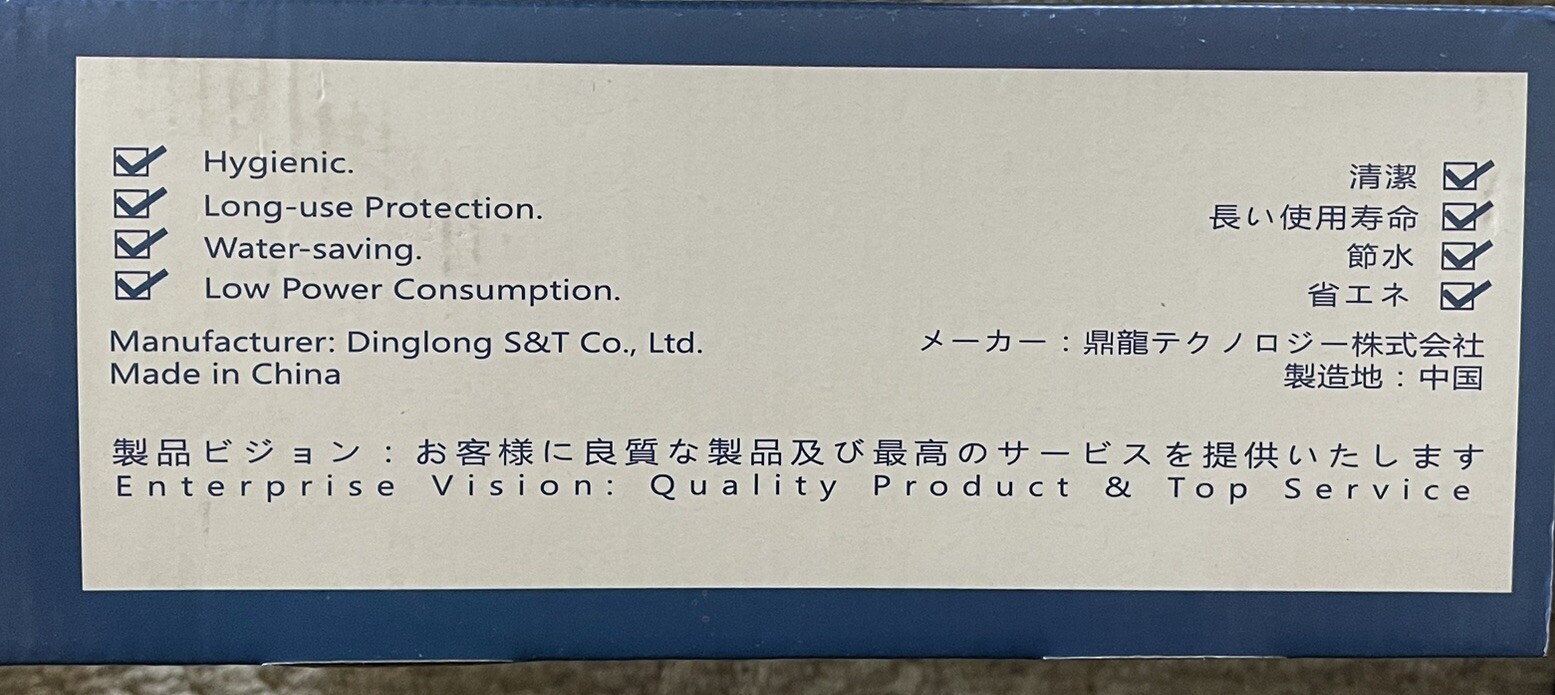 Hygienic.
Long-use Protection.
Water-saving.
Low Power Consumption.
清潔
長い使用寿命
節水
省エネ
Manufacturer: Dinglong S&T Co., Ltd.
Made in China
メーカー：鼎龍テクノロジー株式会社
製造地：中国
製品ビジョン：お客様に良質な製品及び最高のサービスを提供いたします
Enterprise Vision: Quality Product & Top Service